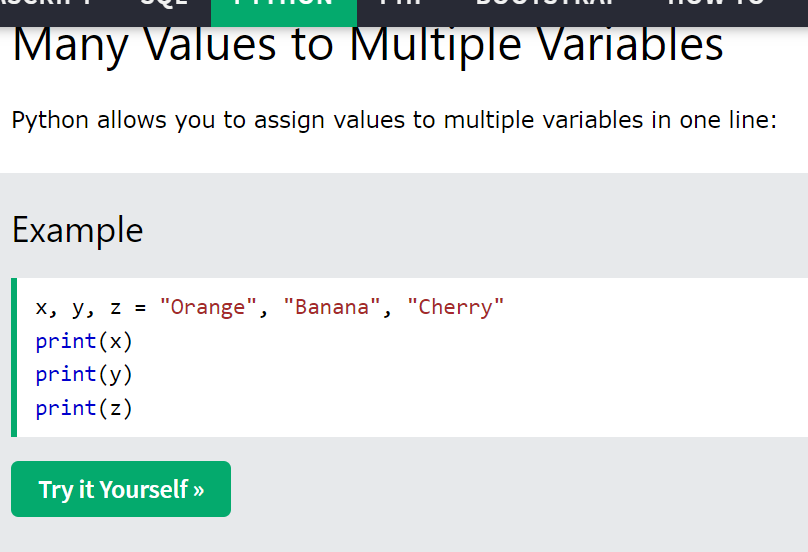 PYTHON
Many Values to Multiple Variables
Python allows you to assign values to multiple variables in one line:
Example
x, y, z = "Orange", "Banana", "Cherry"
print(x)
print(y)
print(z)
Try it Yourself »